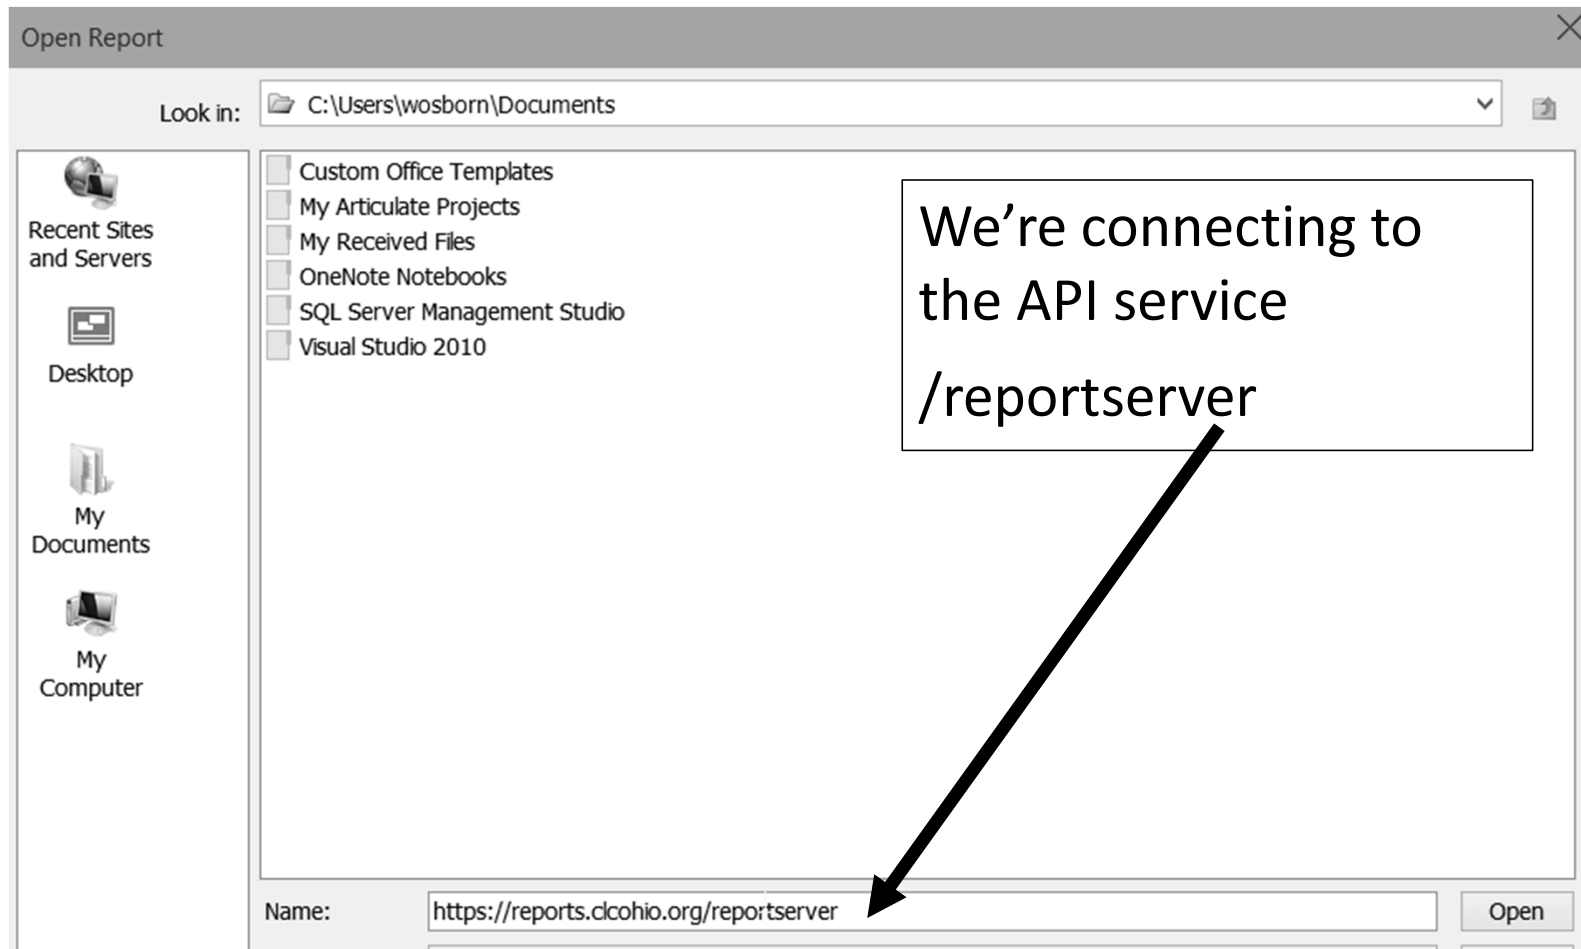 Open Report
Look in:
C:\Users\wosborn\Documents
Recent Sites
and Servers
Desktop
My
Documents
My
Computer
Custom Office Templates
My Articulate Projects
My Received Files
OneNote Notebooks
SQL Server Management Studio
Visual Studio 2010
We’re connecting to
the API service
/reportserver
Name:
https://reports.clcohio.org/reportserver
Open